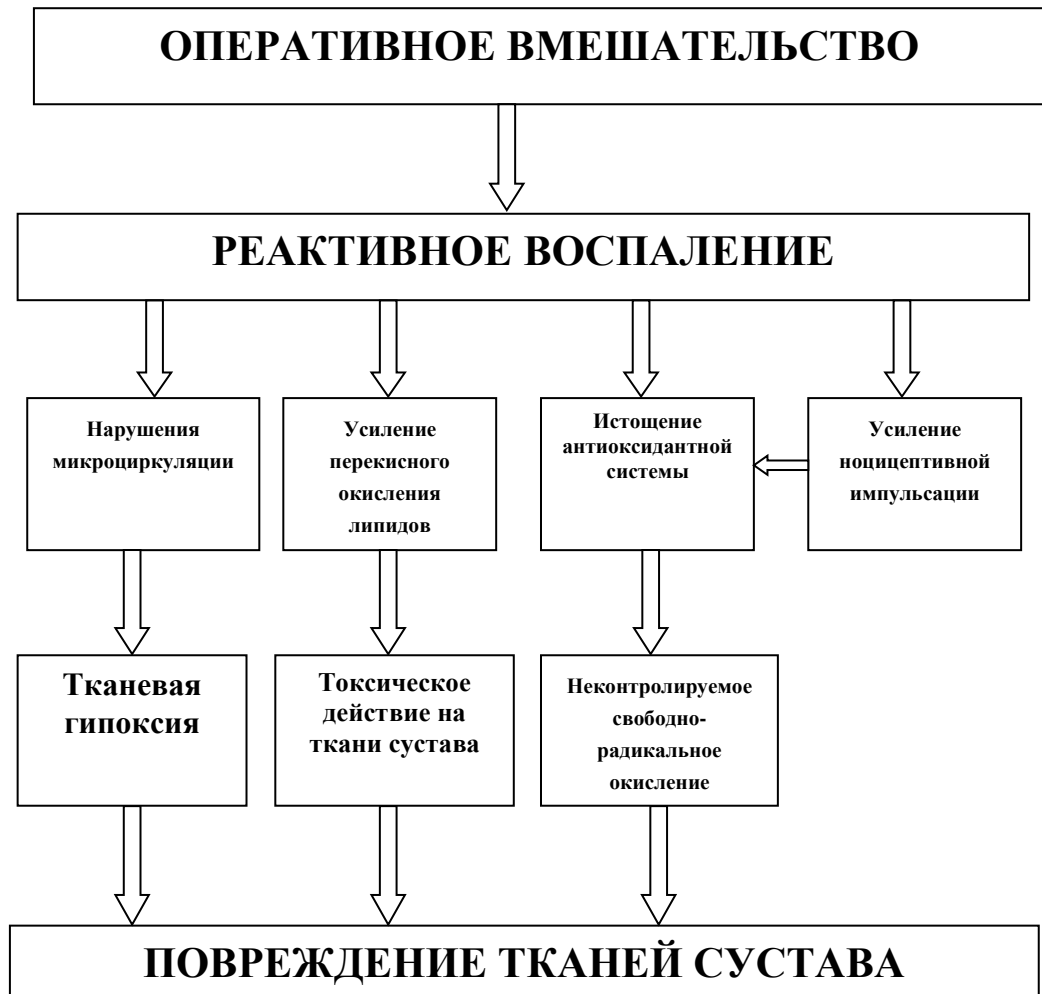 ОПЕРАТИВНОЕ ВМЕШАТЕЛЬСТВО
РЕАКТИВНОЕ ВОСПАЛЕНИЕ
Нарушения
микроциркуляции
Усиление
перекисного
окисления
липидов
Истощение
антиоксидантной
системы
Усиление
ноцицептивной
импульсации
Тканевая
гипоксия
Токсическое
действие на
ткани сустава
Неконтролируемое
свободно-
радикальное
окисление
ПОВРЕЖДЕНИЕ ТКАНЕЙ СУСТАВА